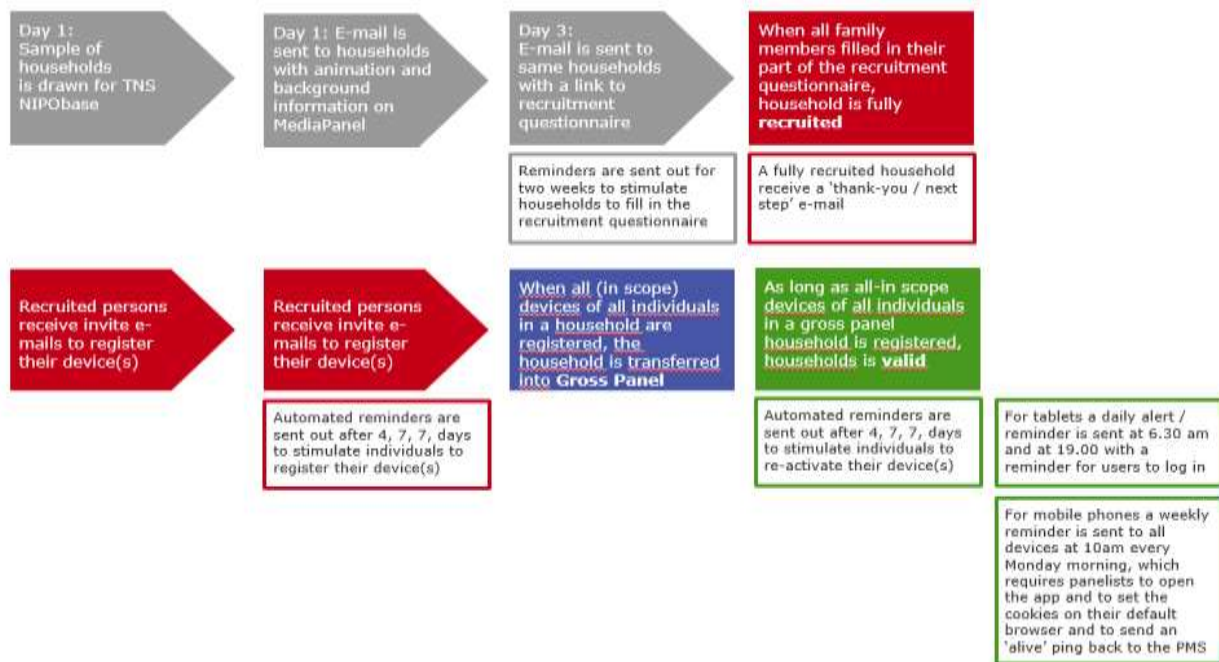 Day 1:
Sample of
households
is drawn for TNS
NIPObase
Day 1: E-mail is
sent to households
with animation and
background
information on
MediaPanel
Day 3:
E-mail is sent to
same households
with a link to
recruitment
questionnaire
When all family
members filled in their
part of the recruitment
questionnaire,
household is fully
recruited
Reminders are sent out for
two weeks to stimulate
households to fill in the
recruitment questionnaire
A fully recruited household
receive a 'thank-you / next
step' e-mail
Recruited persons
receive invite e-
mails to register
their device(s)
Recruited persons
receive invite e-
mails to register
their device(s)
When all (in scope)
devices of all individuals
in a household are
registered, the
household is transferred
into Gross Panel
As long as all-in scope
devices of all individuals
in a gross panel
household is registered,
households is valid
Automated reminders are
sent out after 4, 7, 7, days
to stimulate individuals to
register their device(s)
Automated reminders are
sent out after 4, 7, 7, days
to stimulate individuals to
re-activate their device(s)
For tablets a daily alert /
reminder is sent at 6.30 am
and at 19.00 with a
reminder for users to log in
For mobile phones a weekly
reminder is sent to all
devices at 10am every
Monday morning, which
requires panelists to open
the app and to set the
cookies on their default
browser and to send an
'alive' ping back to the PMS